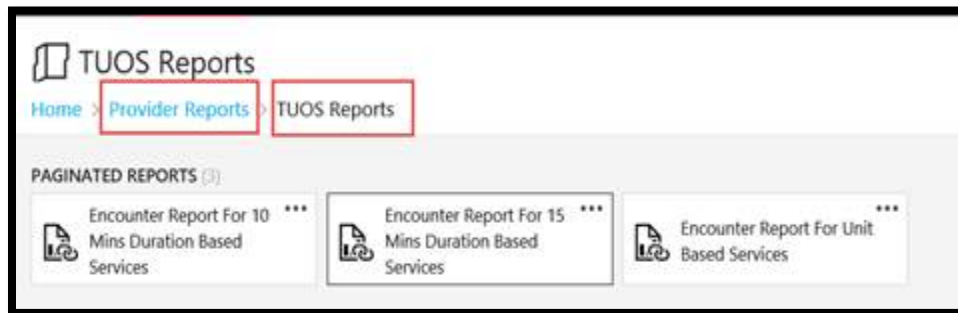 TUOS Reports
Home > Provider Reports > TUOS Reports
PAGINATED REPORTS (3)
Encounter Report For 10
Mins Duration Based
Services
Encounter Report For 15
Mins Duration Based
Services
Encounter Report For Unit
Based Services